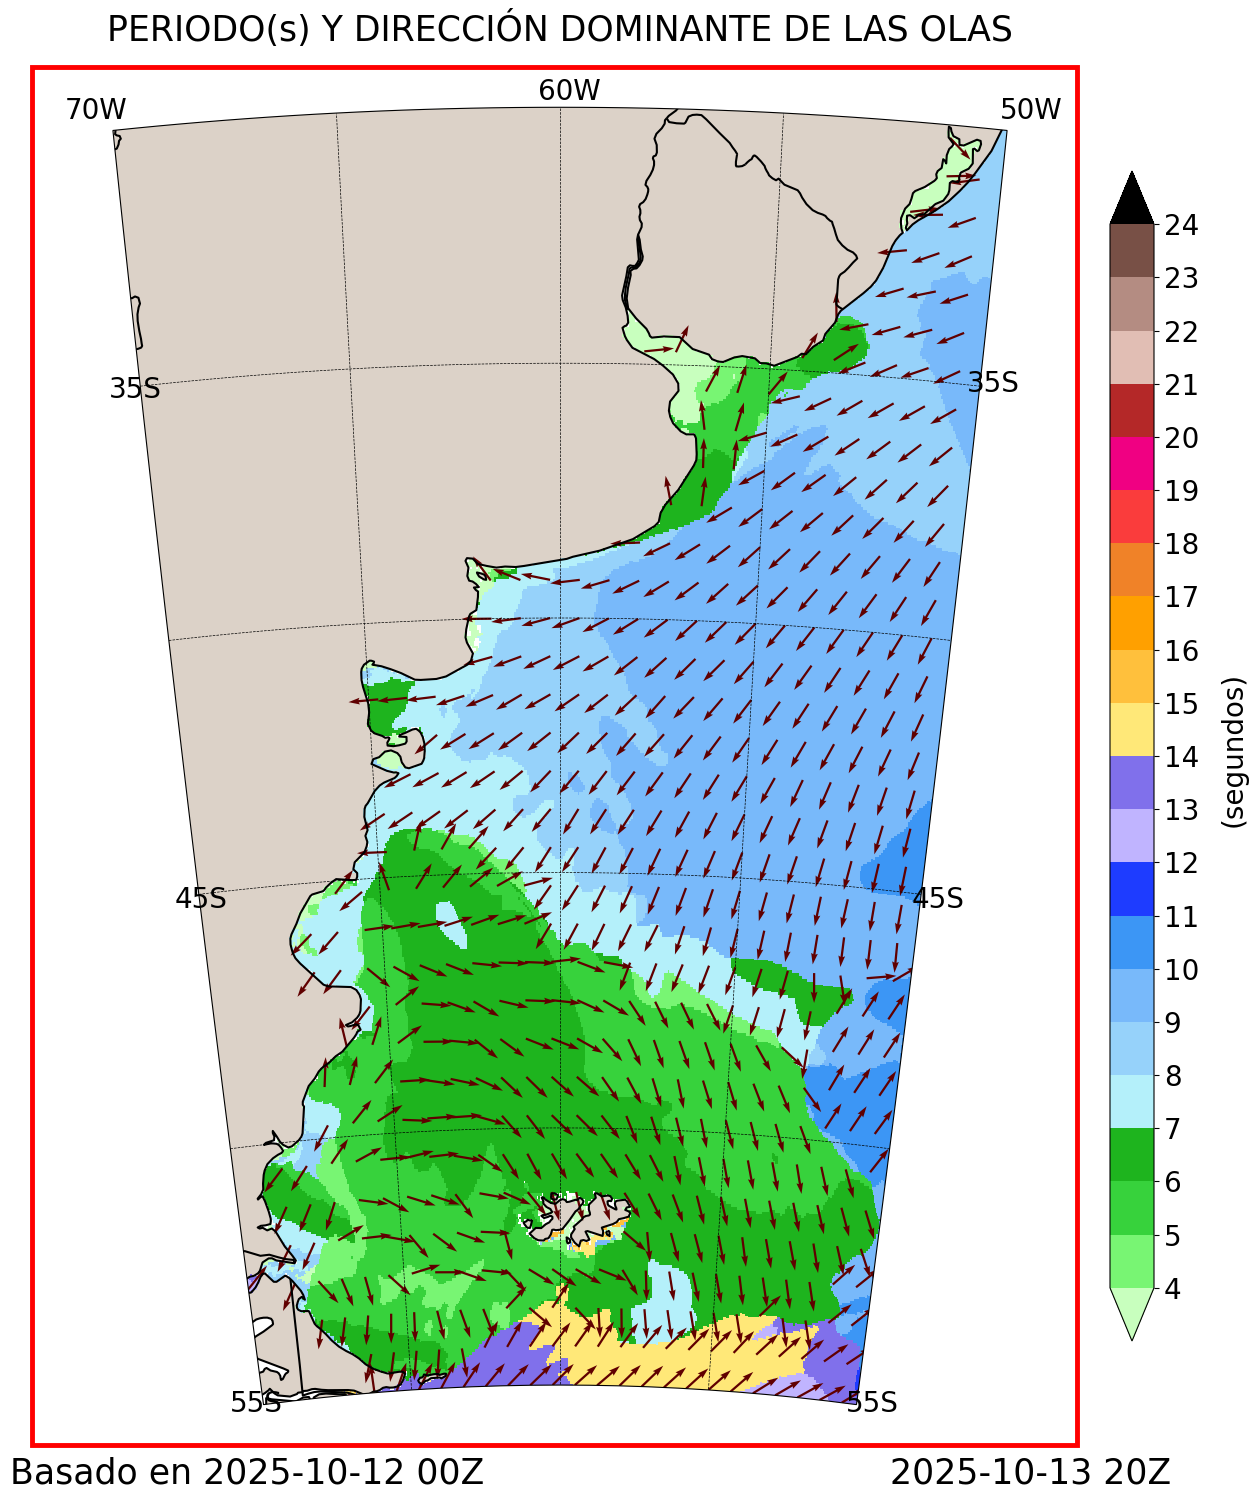 PERIODO(s) Y DIRECCIÓN DOMINANTE DE LAS OLAS
70W
60W
50W
35S
35S
45S
45S
55S
55S
24
23
22
21
20
19
18
17
16
15
14
13
12
11
10
9
8
7
6
5
4
(segundos)
Basado en 2025-10-12 00Z
2025-10-13 20Z